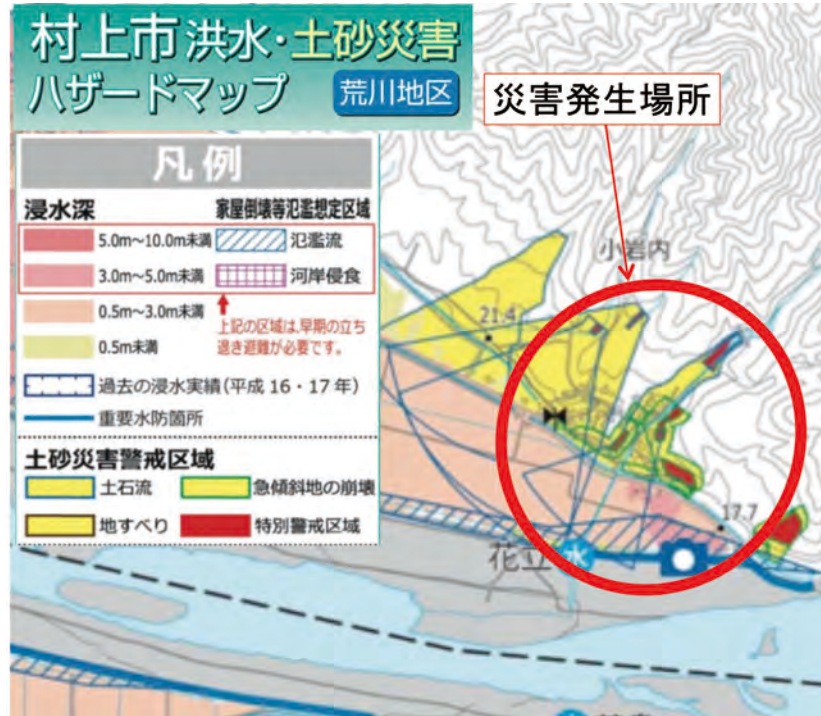 村上市 洪水・土砂災害
ハザードマップ 荒川地区
災害発生場所
凡例
浸水深 家屋倒壊等氾濫想定区域
5.0m～10.0m未満 氾濫流
3.0m～5.0m未満 河岸侵食
0.5m～3.0m未満
上記の区域は、早期の立ち
退き避難が必要です。
0.5m未満
過去の浸水実績(平成16・17年)
重要水防箇所
土砂災害警戒区域
土石流 急傾斜地の崩壊
地すべり 特別警戒区域
小岩内
21.4
17.7
花立 水